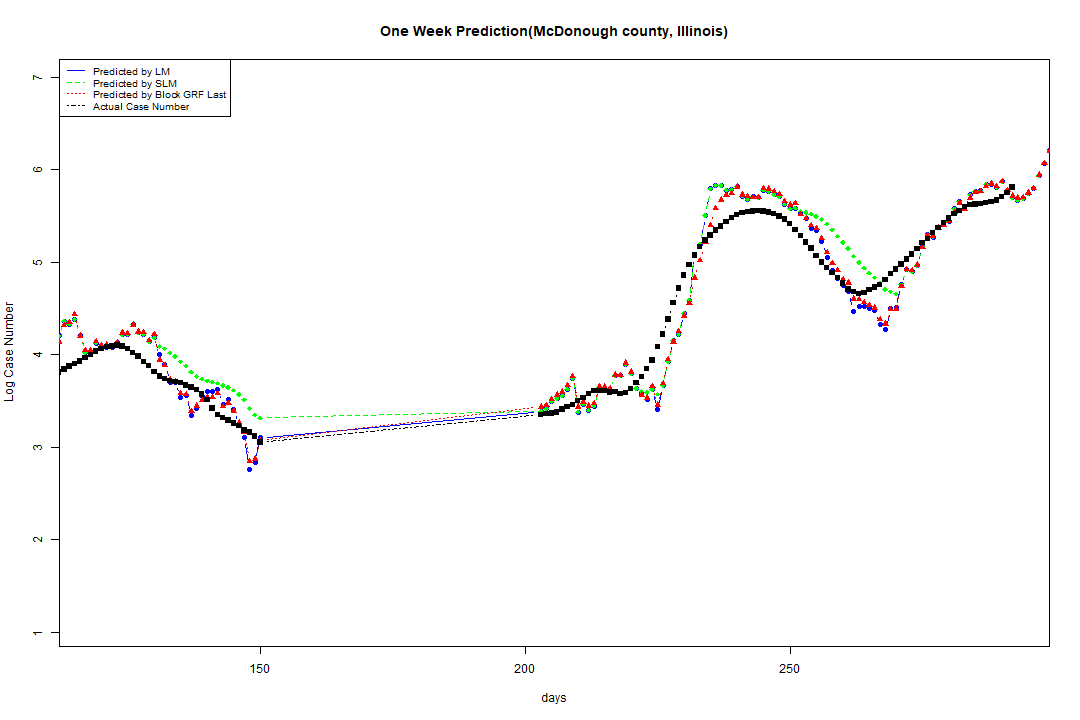 One Week Prediction(McDonough county, Illinois)
Predicted by LM
Predicted by SLM
Predicted by Block GRF Last
Actual Case Number
Log Case Number
7
6
5
4
3
2
1
150
200
250
days